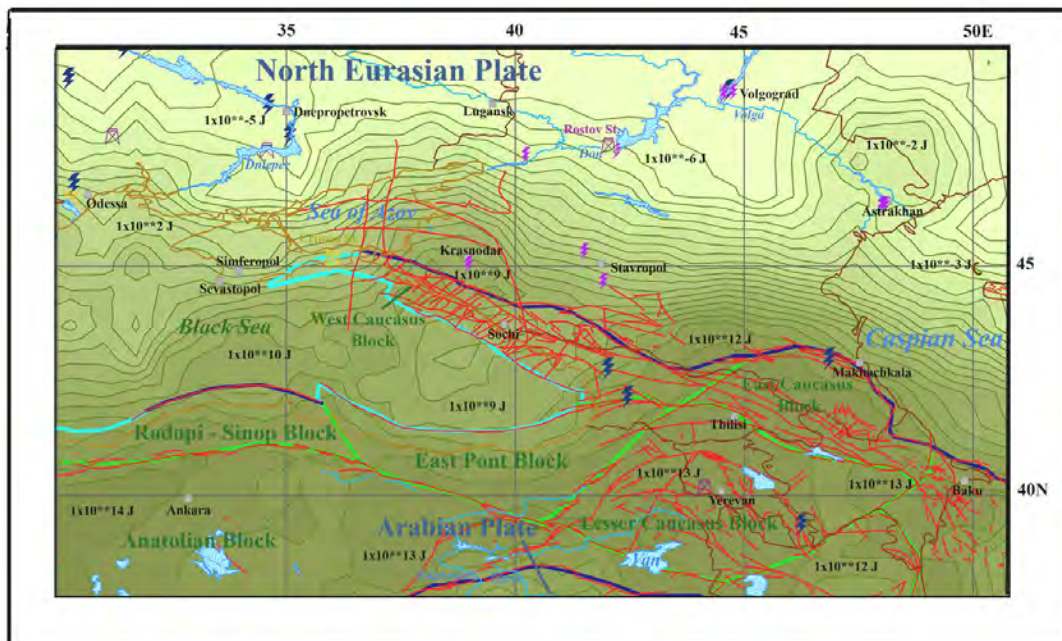 35 40 45 50E
North Eurasian Plate
Volgograd
Volga
Dnepropetrovsk
Lugansk
1x10**-5 J
Rostov St.
Don
1x10**-6 J
1x10**-2 J
Dnieper
Odessa
Astrakhan
1x10**2 J
Sea of Azov
Simferopol
Krasnodar
1x10**9 J
Stavropol
1x10**-3 J
45
Sevastopol
Black Sea
West Caucasus
Block
Sochi
1x10**12 J
Caspian Sea
1x10**10 J
Makhachkala
East Caucasus
Block
1x10**9 J
Tbilisi
Rodopi - Sinop Block
East Pont Block
1x10**13 J
1x10**13 J
Baku
40N
Yerevan
1x10**14 J
Ankara
Arabian Plate
Lesser Caucasus Block
Anatolian Block
1x10**13 J
Van
1x10**12 J